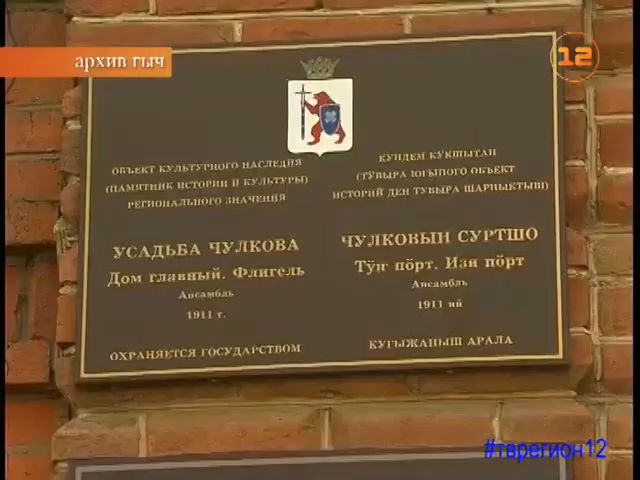 архив гыч
12
ОБЪЕКТ КУЛЬТУРНОГО НАСЛЕДИЯ
(ПАМЯТНИК ИСТОРИИ И КУЛЬТУРЫ)
РЕГИОНАЛЬНОГО ЗНАЧЕНИЯ
УСАДЬБА ЧУЛКОВА
Дом главный. Флигель
Ансамбль
1911 г.
ОХРАНЯЕТСЯ ГОСУДАРСТВОМ
КУНДЕМ КӰКШЫТАН
(ТӰВЫРА ЮГЫПОГО ОБЪЕКТ
ИСТОРИЙ ДЕН ТӰВЫРА ШАРНЫКТЫШ)
ЧУЛКОВЫН СУРТШО
Тӱҥ пӧрт. Изи пӧрт
Ансамбль
1911 ий
КУГЫЖАНЫШ АРАЛА
#тврегион12